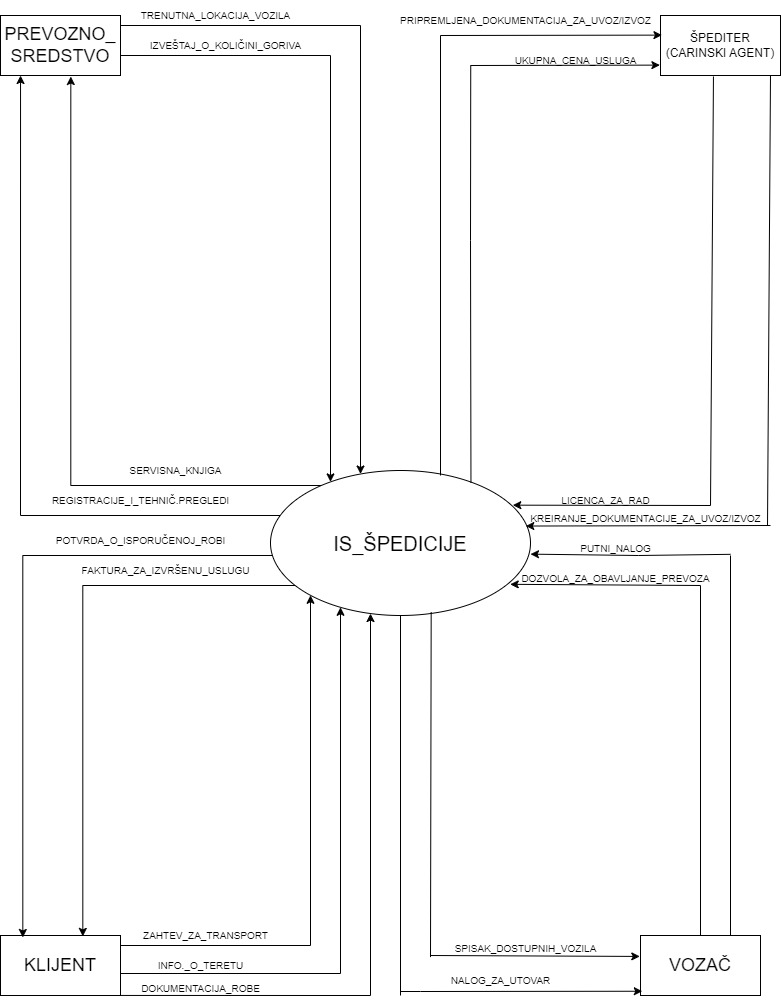 TRENUTNA_LOKACIJA_VOZILA
PREVOZNO_
SREDSTVO
IZVEŠTAJ_O_KOLIČINI_GORIVA
PRIPREMLJENA_DOKUMENTACIJA_ZA_UVOZ/IZVOZ
UKUPNA_CENA_USLUGA
ŠPEDITER
(CARINSKI AGENT)
SERVISNA_KNJIGA
REGISTRACIJE_I_TEHNIČ.PREGLEDI
LICENCA_ZA_RAD
KREIRANJE_DOKUMENTACIJE_ZA_UVOZ/IZVOZ
IS_ŠPEDICIJE
POTVRDA_O_ISPORUČENOJ_ROBI
PUTNI_NALOG
FAKTURA_ZA_IZVRŠENU_USLUGU
DOZVOLA_ZA_OBAVLJANJE_PREVOZA
ZAHTEV_ZA_TRANSPORT
KLIJENT
INFO._O_TERETU
DOKUMENTACIJA_ROBE
SPISAK_DOSTUPNIH_VOZILA
VOZAČ
NALOG_ZA_UTOVAR